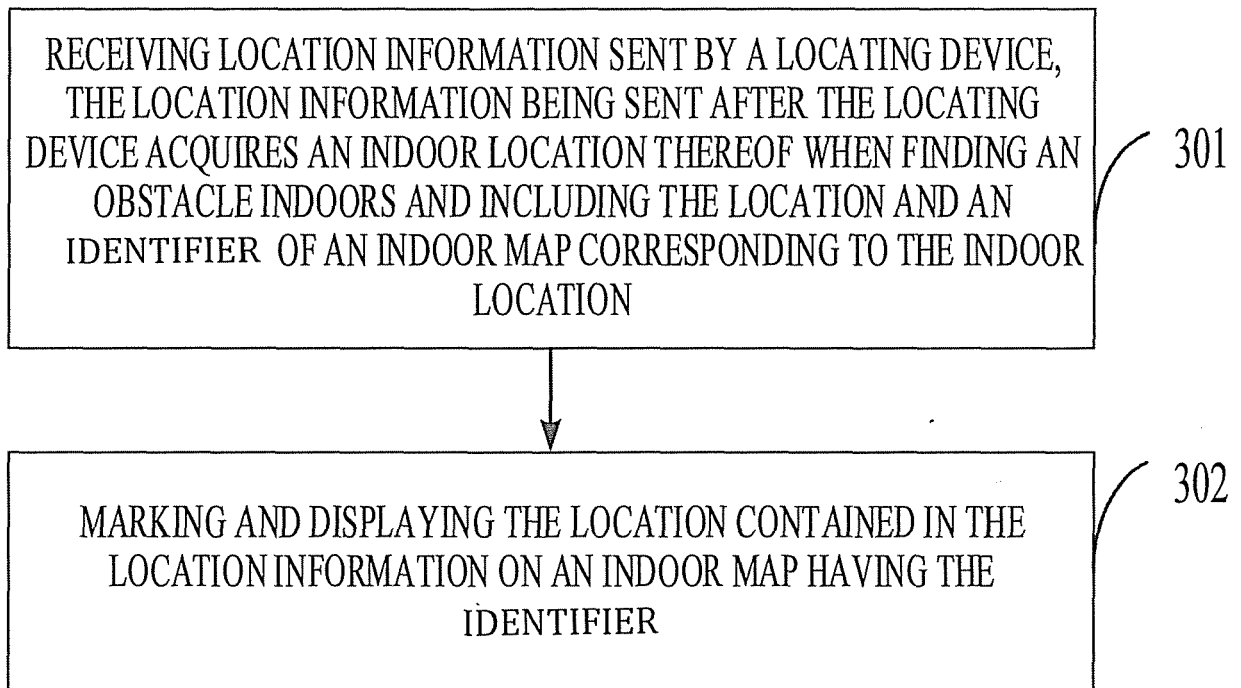 RECEIVING LOCATION INFORMATION SENT BY A LOCATING DEVICE,
THE LOCATION INFORMATION BEING SENT AFTER THE LOCATING
DEVICE ACQUIRES AN INDOOR LOCATION THEREOF WHEN FINDING AN
OBSTACLE INDOORS AND INCLUDING THE LOCATION AND AN
IDENTIFIER OF AN INDOOR MAP CORRESPONDING TO THE INDOOR
LOCATION
301
MARKING AND DISPLAYING THE LOCATION CONTAINED IN THE
LOCATION INFORMATION ON AN INDOOR MAP HAVING THE
IDENTIFIER
302